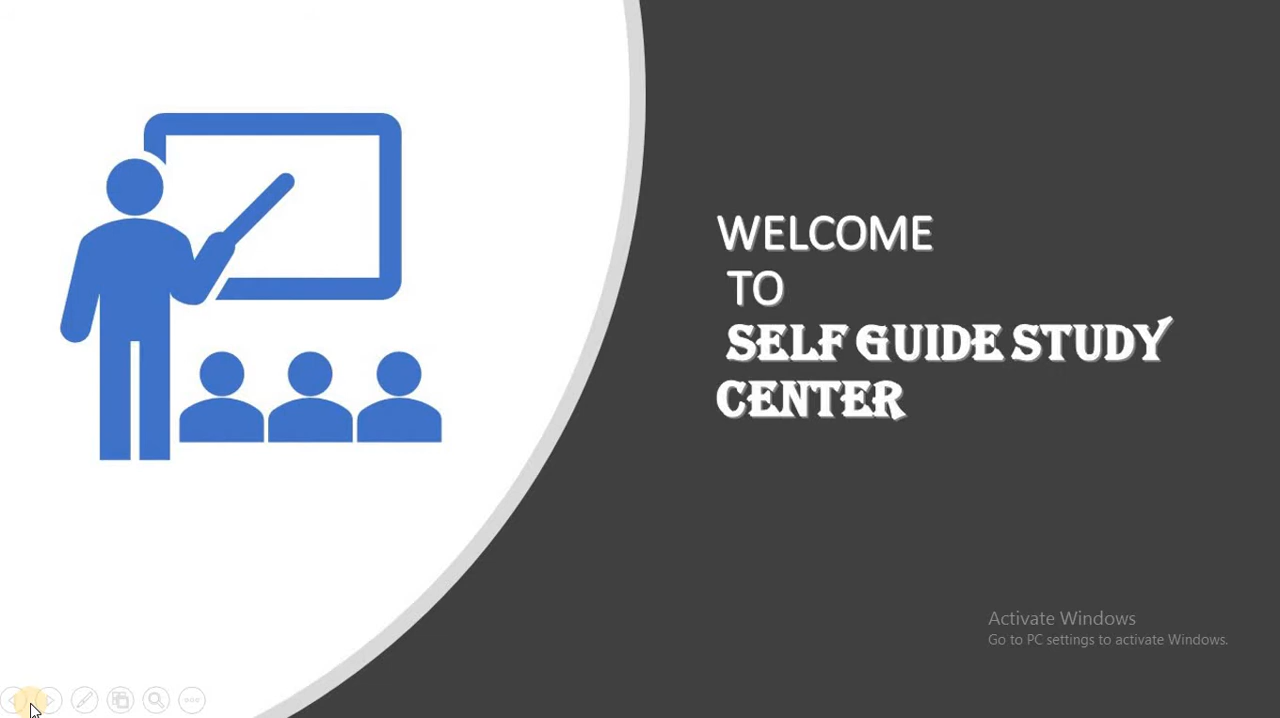 WELCOME
TO
SELF GUIDE STUDY
CENTER
Activate Windows
Go to PC settings to activate Windows.